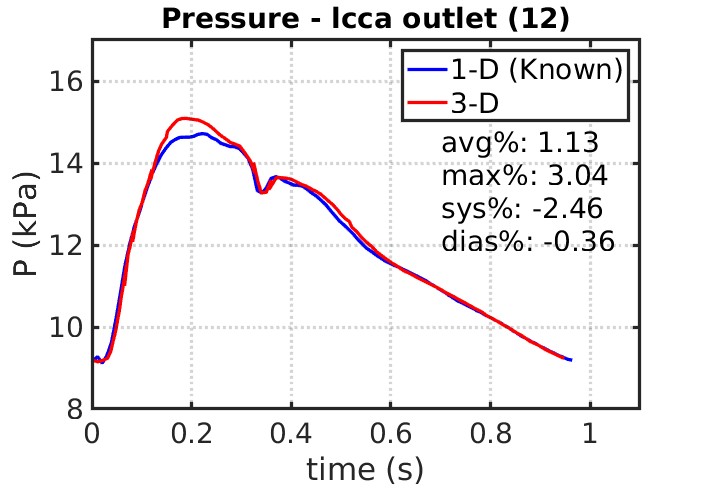 Pressure - lcca outlet (12)
1-D (Known)
3-D
avg%: 1.13
max%: 3.04
sys%: -2.46
dias%: -0.36
P (kPa)
16
14
12
10
8
0 0.2 0.4 0.6 0.8 1
time (s)